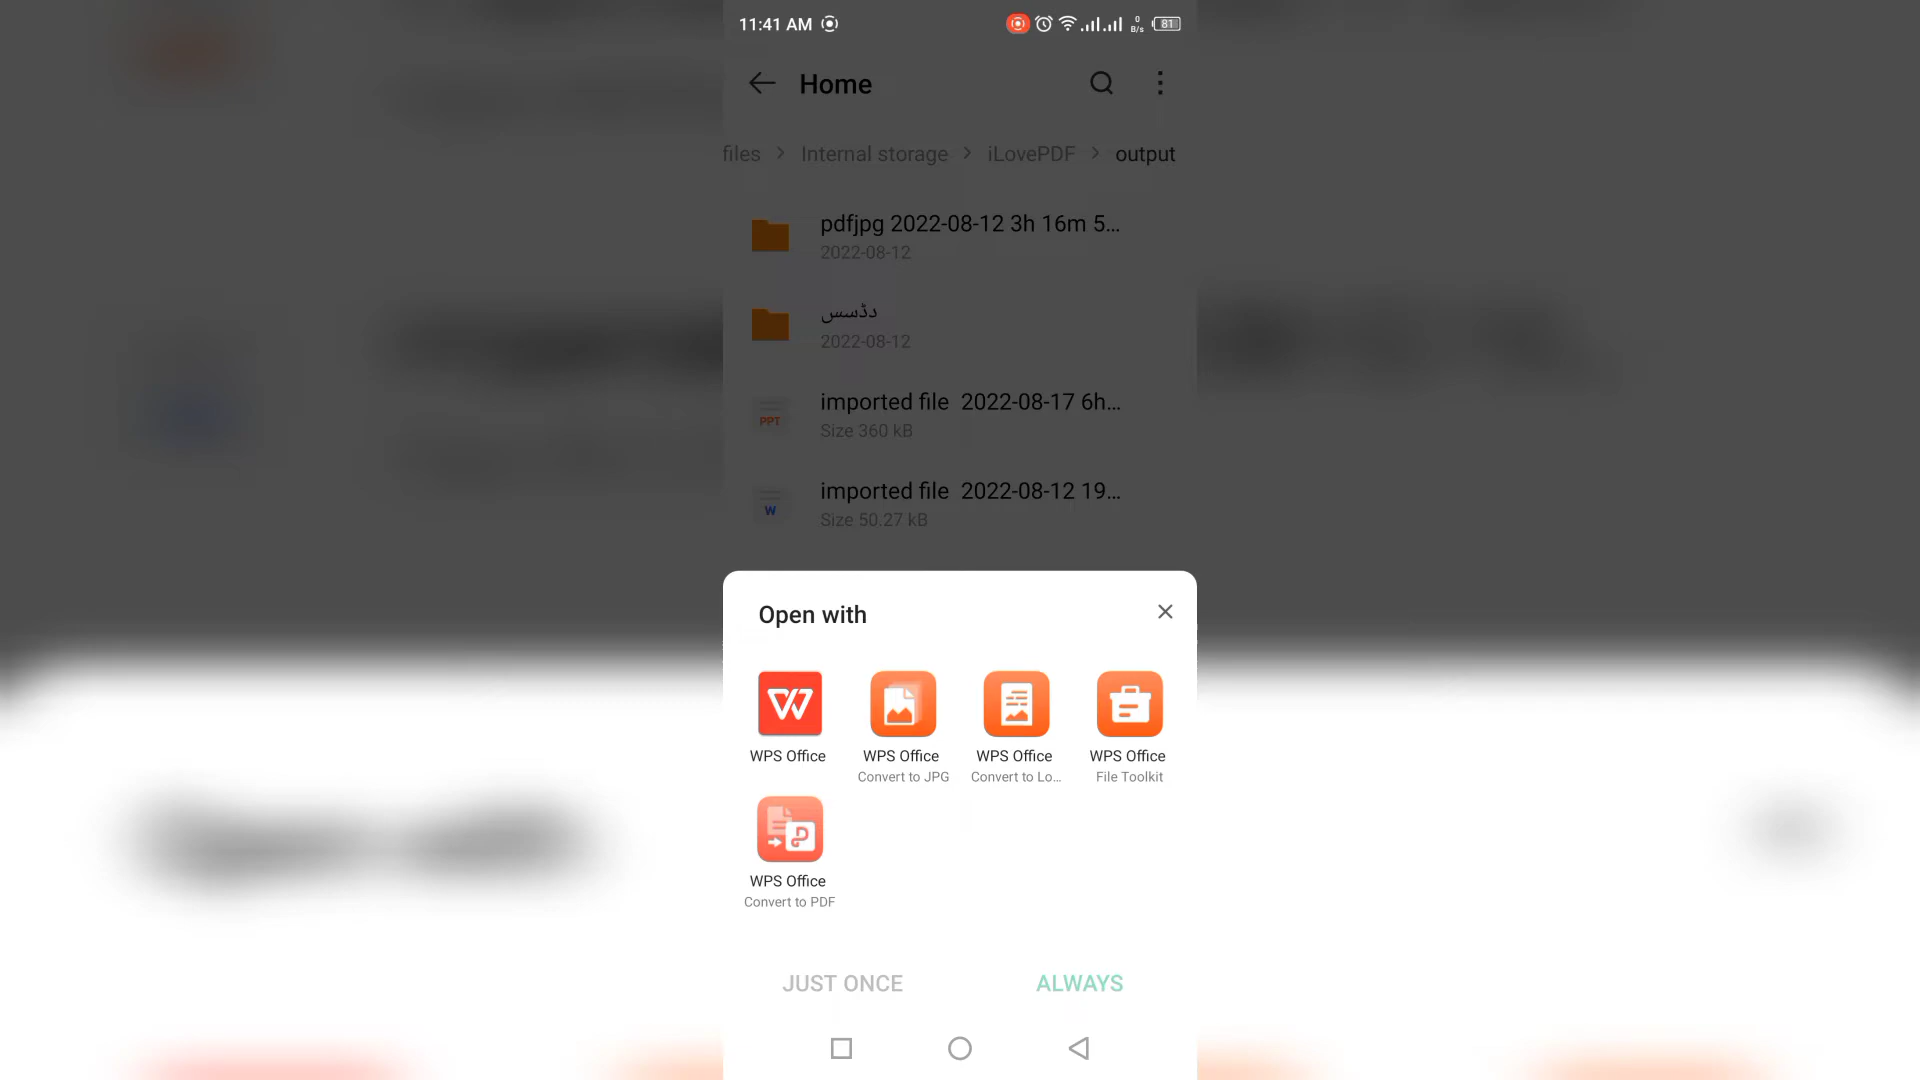 11:41 AM
0 B/s
81
Home
files > Internal storage > iLovePDF > output
pdfjpg 2022-08-12 3h 16m 5...
2022-08-12
دڈسس
2022-08-12
imported file 2022-08-17 6h...
PPT
Size 360 kB
imported file 2022-08-12 19...
W
Size 50.27 kB
Open with
WPS Office
WPS Office
WPS Office
WPS Office
Convert to JPG
Convert to Lo...
File Toolkit
WPS Office
Convert to PDF
JUST ONCE
ALWAYS